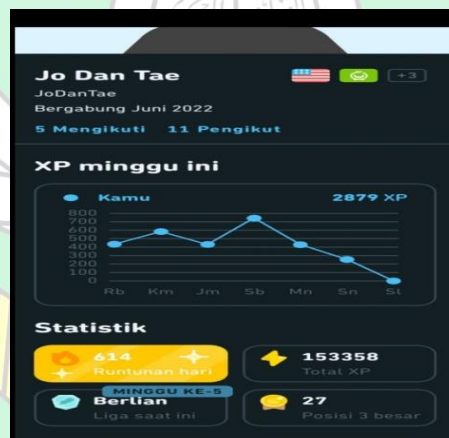 Jo Dan Tae
+3
JoDanTae
Bergabung Juni 2022
5 Mengikuti 11 Pengikut
XP minggu ini
Kamu 2879 XP
800
700
600
500
400
300
200
100
0
Rb Km Jm Sb Mn Sn Sl
Statistik
614
Runtunan hari
153358
Total XP
MINGGU KE-5
Berlian
Liga saat ini
27
Posisi 3 besar